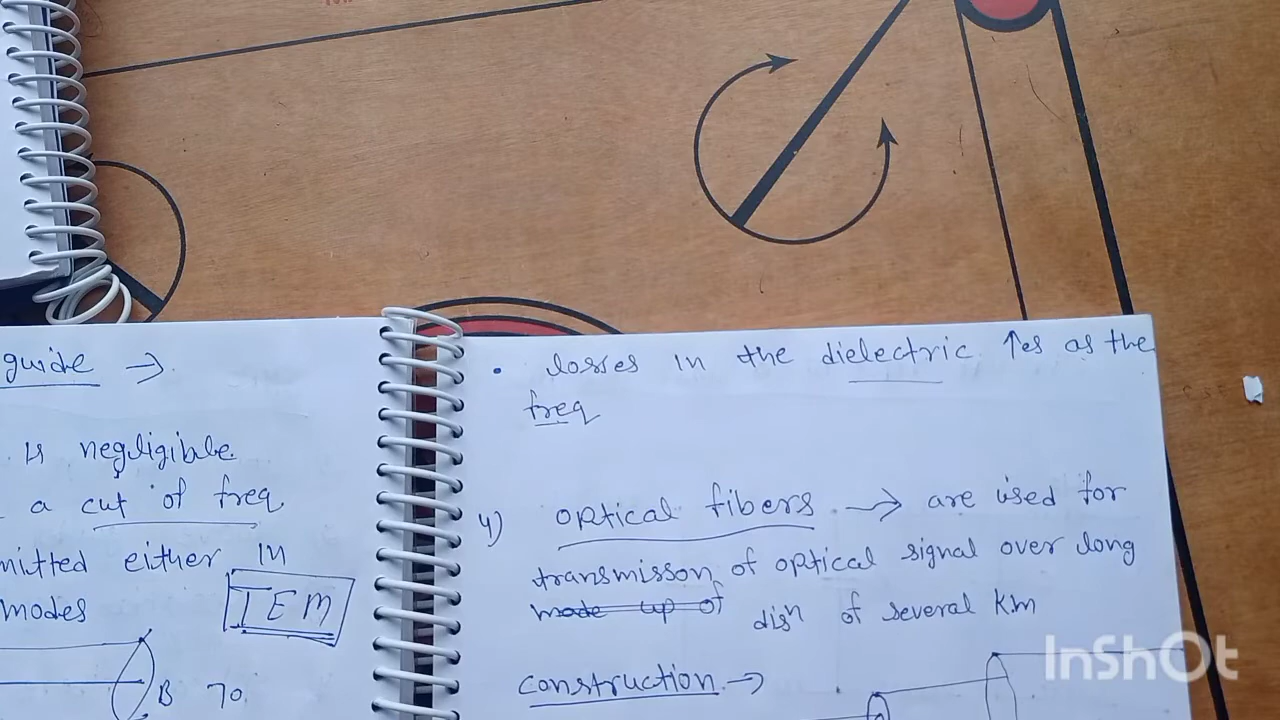 guide →
is negligible
a cut of freq
mitted either in
modes
TEM
B 70
• losses in the dielectric ↑es as the
freq
4) optical fibers → are used for
transmisson of optical signal over long
made up of disn of several Km
construction →
InShOt